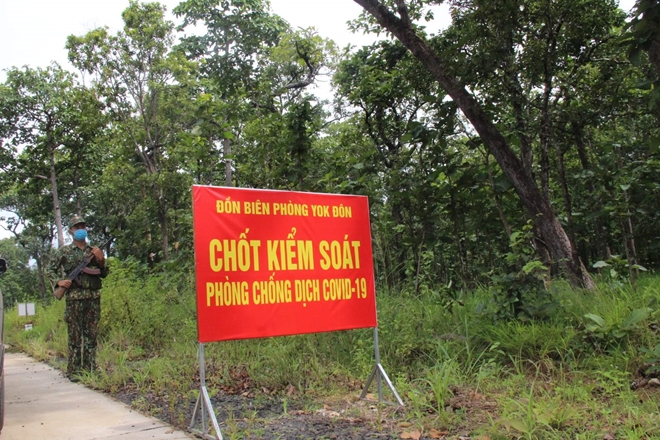 ĐỒN BIÊN PHÒNG YOK ĐÔN
CHỐT KIỂM SOÁT
PHÒNG CHỐNG DỊCH COVID-19